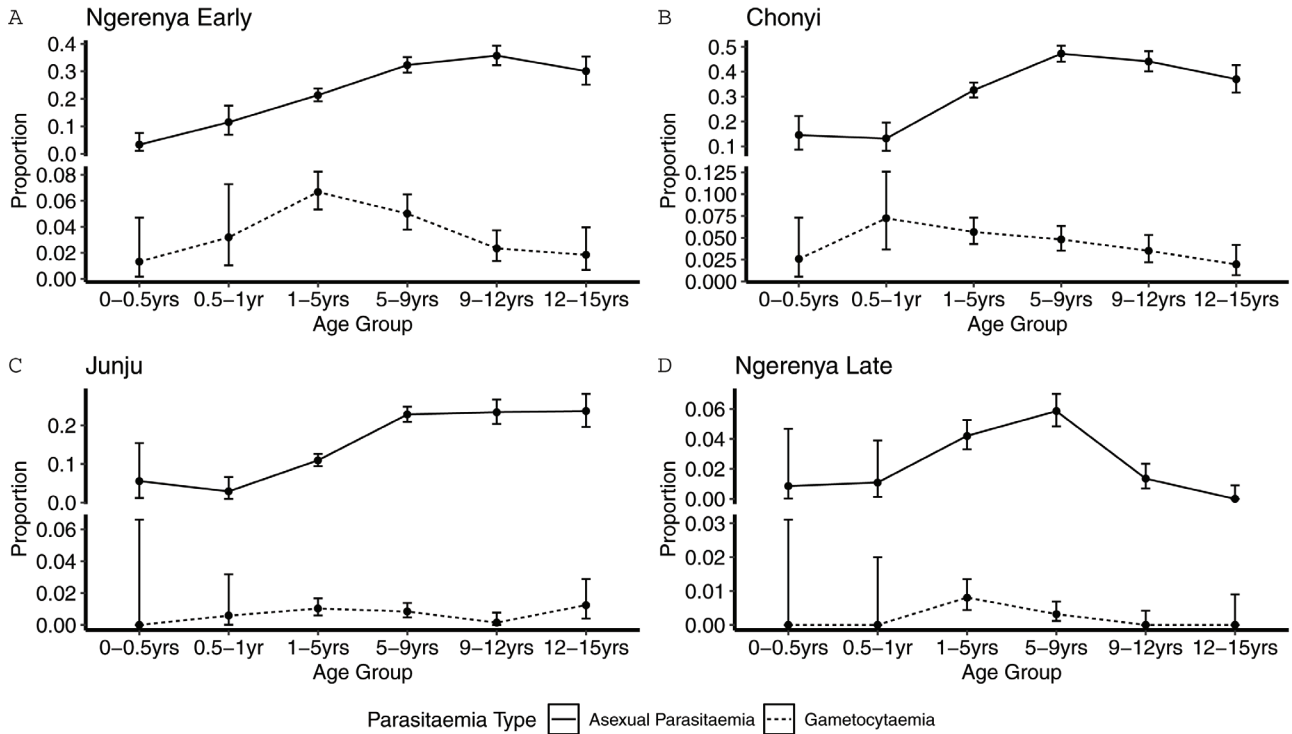 A Ngerenya Early
Proportion
0.4
0.3
0.2
0.1
0.0
0.08
0.06
0.04
0.02
0.00
0−0.5yrs 0.5−1yr 1−5yrs 5−9yrs 9−12yrs 12−15yrs
Age Group
B Chonyi
Proportion
0.5
0.4
0.3
0.2
0.1
0.125
0.100
0.075
0.050
0.025
0.000
0−0.5yrs 0.5−1yr 1−5yrs 5−9yrs 9−12yrs 12−15yrs
Age Group
C Junju
Proportion
0.2
0.1
0.0
0.06
0.04
0.02
0.00
0−0.5yrs 0.5−1yr 1−5yrs 5−9yrs 9−12yrs 12−15yrs
Age Group
D Ngerenya Late
Proportion
0.06
0.04
0.02
0.00
0.03
0.02
0.01
0.00
0−0.5yrs 0.5−1yr 1−5yrs 5−9yrs 9−12yrs 12−15yrs
Age Group
Parasitaemia Type Asexual Parasitaemia Gametocytaemia